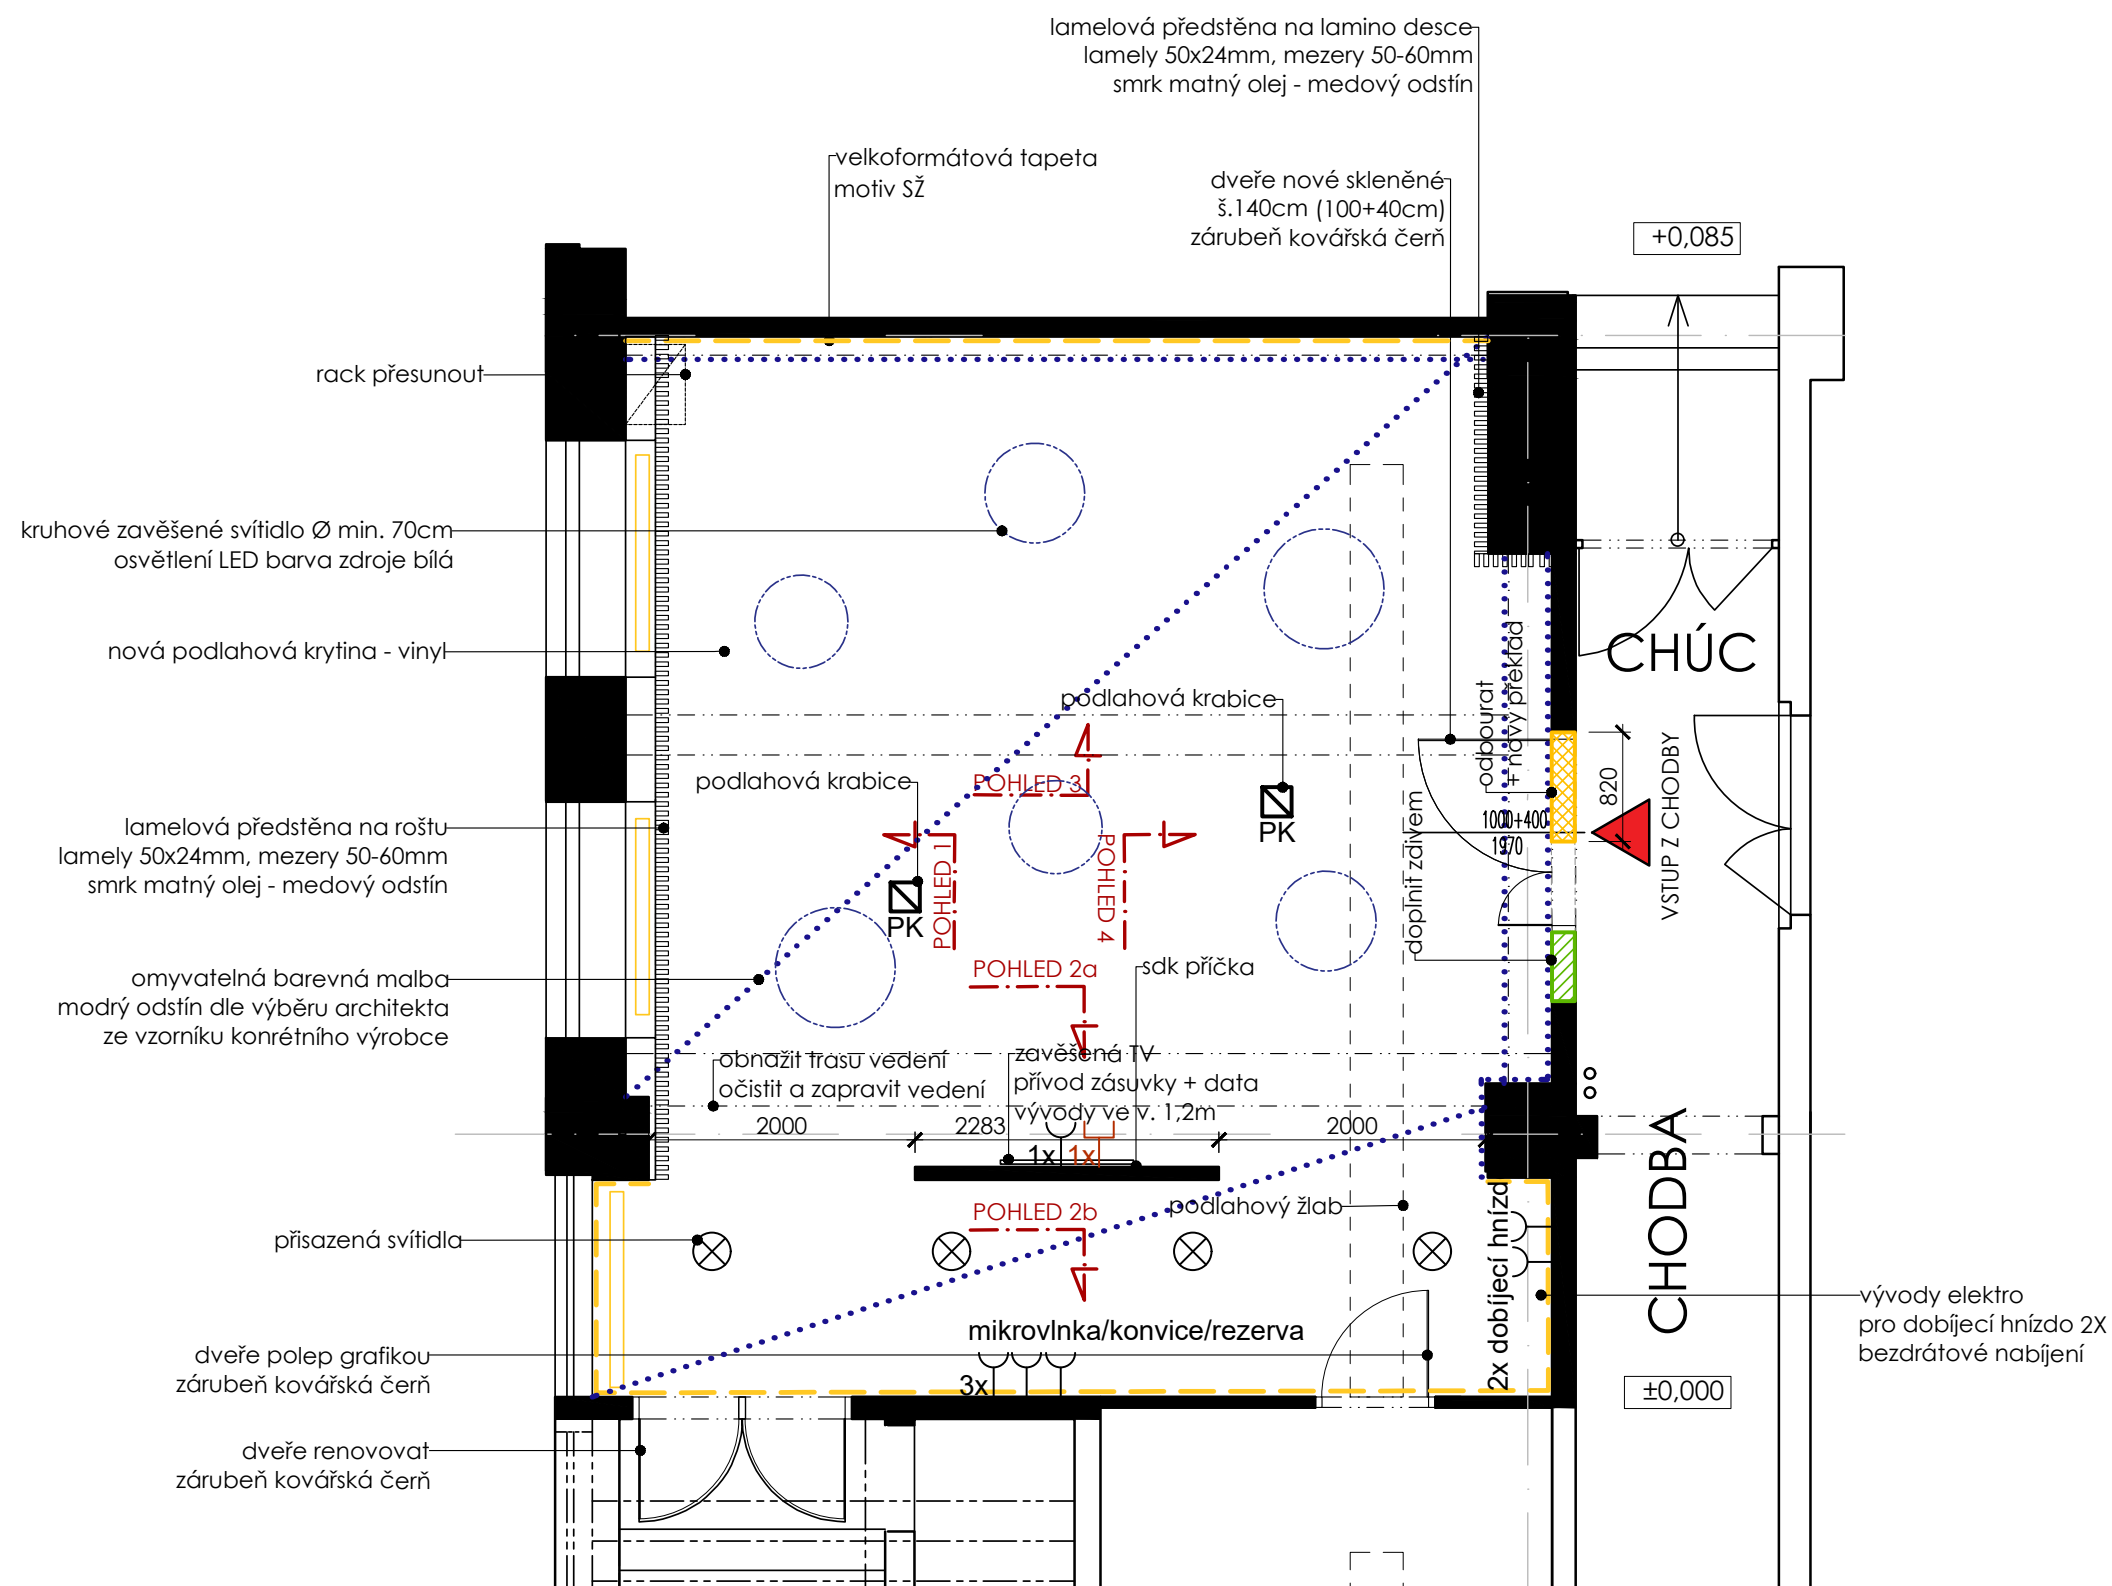 lamelová předstěna na lamino desce
lamely 50x24mm, mezery 50-60mm
smrk matný olej - medový odstín
velkoformátová tapeta
motiv SŽ
dveře nové skleněné
š.140cm (100+40cm)
zárubeň kovářská čerň
+0,085
rack přesunout
kruhové zavěšené svítidlo Ø min. 70cm
osvětlení LED barva zdroje bílá
nová podlahová krytina - vinyl
CHÚC
odbourat
+ nový překlad
podlahová krabice
podlahová krabice
POHLED 3
820
VSTUP Z CHODBY
PK
1000+400
1970
lamelová předstěna na roštu
lamely 50x24mm, mezery 50-60mm
smrk matný olej - medový odstín
POHLED 1
POHLED 4
doplnit zdivem
PK
POHLED 2a
sdk příčka
omyvatelná barevná malba
modrý odstín dle výběru architekta
ze vzorníku konrétního výrobce
obnažit trasu vedení
očistit a zapravit vedení
zavěšená TV
přívod zásuvky + data
vývody ve v. 1,2m
2000
2283
2000
1x
1x
CHODBA
POHLED 2b
podlahový žlab
přisazená svítidla
2x dobíjecí hnízd
vývody elektro
pro dobíjecí hnízdo 2X
bezdrátové nabíjení
mikrovlnka/konvice/rezerva
3x
dveře polep grafikou
zárubeň kovářská čerň
±0,000
dveře renovovat
zárubeň kovářská čerň